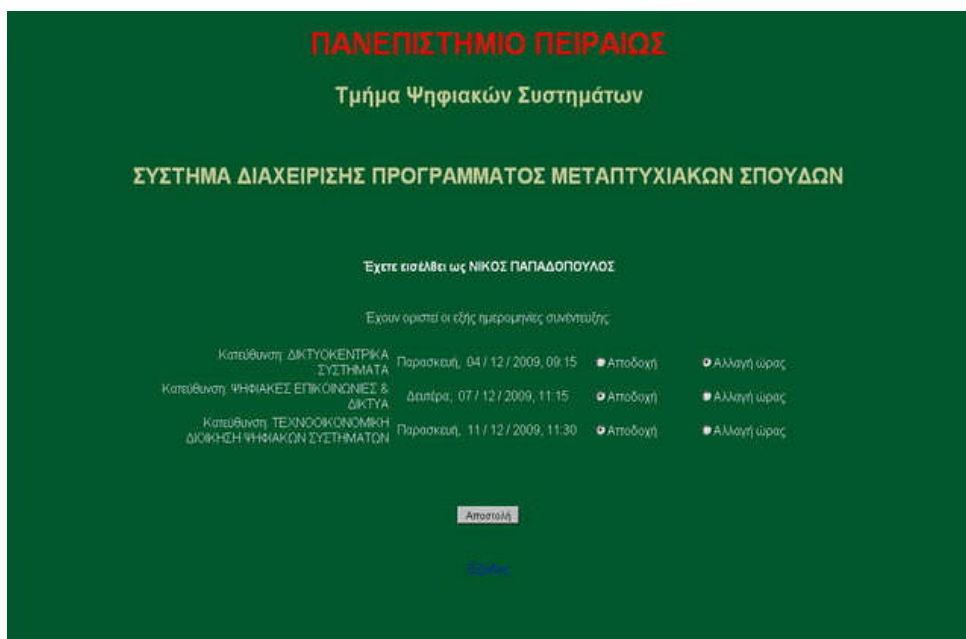 ΠΑΝΕΠΙΣΤΗΜΙΟ ΠΕΙΡΑΙΩΣ
Τμήμα Ψηφιακών Συστημάτων
ΣΥΣΤΗΜΑ ΔΙΑΧΕΙΡΙΣΗΣ ΠΡΟΓΡΑΜΜΑΤΟΣ ΜΕΤΑΠΤΥΧΙΑΚΩΝ ΣΠΟΥΔΩΝ
Έχετε εισέλθει ως ΝΙΚΟΣ ΠΑΠΑΔΟΠΟΥΛΟΣ
Έχουν οριστεί οι εξής ημερομηνίες συνέντευξης:
Κατεύθυνση: ΔΙΚΤΥΟΚΕΝΤΡΙΚΑ
ΣΥΣΤΗΜΑΤΑ
Παρασκευή, 04 / 12 / 2009, 09:15 Αποδοχή Αλλαγή ώρας
Κατεύθυνση: ΨΗΦΙΑΚΕΣ ΕΠΙΚΟΙΝΩΝΙΕΣ &
ΔΙΚΤΥΑ
Δευτέρα, 07 / 12 / 2009, 11:15 Αποδοχή Αλλαγή ώρας
Κατεύθυνση: ΤΕΧΝΟΟΙΚΟΝΟΜΙΚΗ
ΔΙΟΙΚΗΣΗ ΨΗΦΙΑΚΩΝ ΣΥΣΤΗΜΑΤΩΝ
Παρασκευή, 11 / 12 / 2009, 11:30 Αποδοχή Αλλαγή ώρας
Αποστολή
Έξοδος